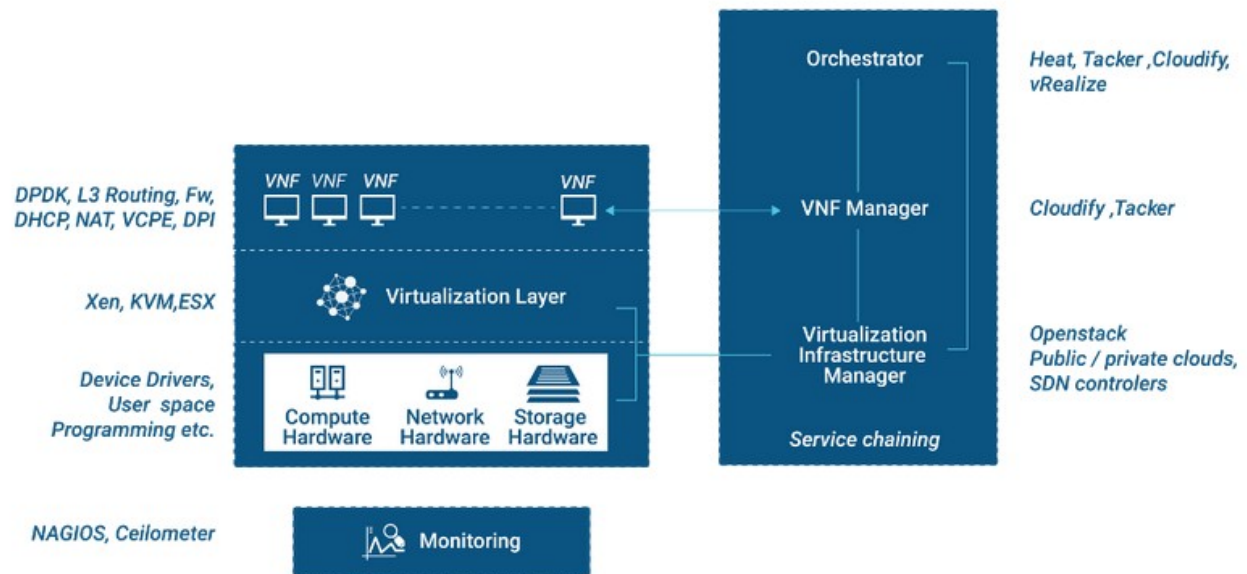 Orchestrator
Heat, Tacker ,Cloudify,
vRealize
VNF VNF VNF VNF
DPDK, L3 Routing, Fw,
DHCP, NAT, VCPE, DPI
VNF Manager
Cloudify ,Tacker
Xen, KVM,ESX
Virtualization Layer
Virtualization
Infrastructure
Manager
Openstack
Public / private clouds,
SDN controlers
Device Drivers,
User space
Programming etc.
Compute
Hardware
Network
Hardware
Storage
Hardware
Service chaining
NAGIOS, Ceilometer
Monitoring